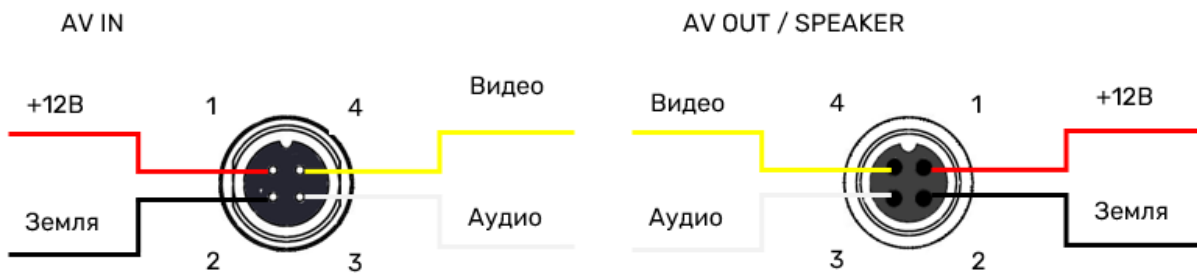 AV IN
+12В
1
4
Видео
Земля
2
3
Аудио
AV OUT / SPEAKER
Видео
4
1
+12В
Аудио
3
2
Земля